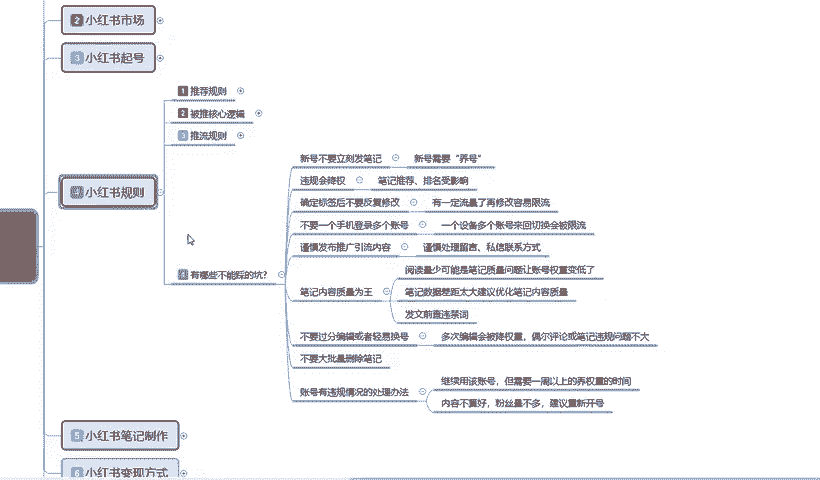 2 小红书市场
3 小红书起号
4 小红书规则
1 推荐规则
2 被推核心逻辑
3 推流规则
4 有哪些不能踩的坑?
新号不要立刻发笔记
新号需要“养号”
违规会降权
笔记推荐、排名受影响
确定标签后不要反复修改
有一定流量了再修改容易限流
不要一个手机登录多个账号
一个设备多个账号来回切换会被限流
谨慎发布推广引流内容
谨慎处理留言、私信联系方式
笔记内容质量为王
阅读量少可能是笔记质量问题让账号权重变低了
笔记数据差距太大建议优化笔记内容质量
发文前查违禁词
不要过分编辑或者轻易换号
多次编辑会被降权重，偶尔评论或笔记违规问题不大
不要大批量删除笔记
账号有违规情况的处理办法
继续用该账号，但需要一周以上的养权重的时间
内容不算好，粉丝量不多，建议重新开号
5 小红书笔记制作
6 小红书变现方式